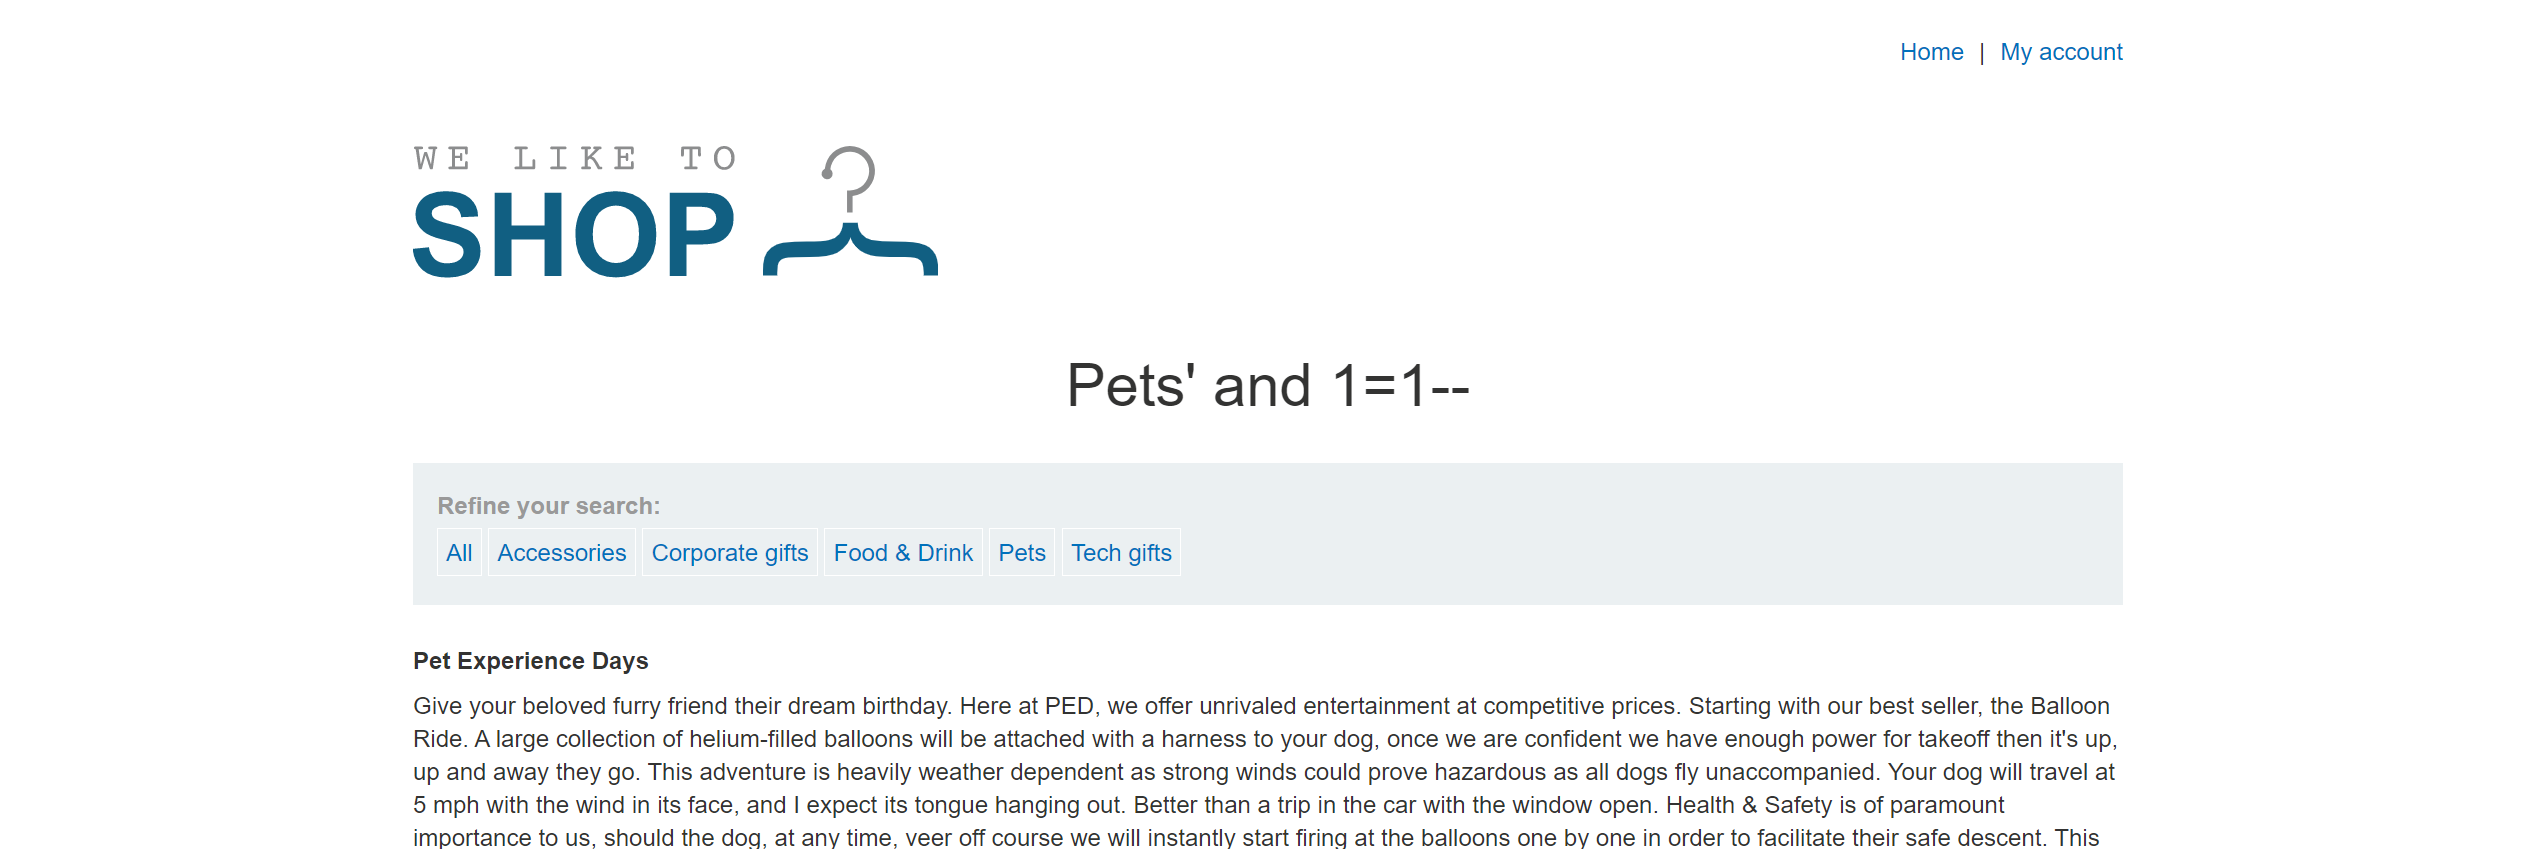 Home | My account
WE LIKE TO
SHOP
Pets' and 1=1--
Refine your search:
All Accessories Corporate gifts Food & Drink Pets Tech gifts
Pet Experience Days
Give your beloved furry friend their dream birthday. Here at PED, we offer unrivaled entertainment at competitive prices. Starting with our best seller, the Balloon
Ride. A large collection of helium-filled balloons will be attached with a harness to your dog, once we are confident we have enough power for takeoff then it's up,
up and away they go. This adventure is heavily weather dependent as strong winds could prove hazardous as all dogs fly unaccompanied. Your dog will travel at
5 mph with the wind in its face, and I expect its tongue hanging out. Better than a trip in the car with the window open. Health & Safety is of paramount
importance to us, should the dog, at any time, veer off course we will instantly start firing at the balloons one by one in order to facilitate their safe descent. This